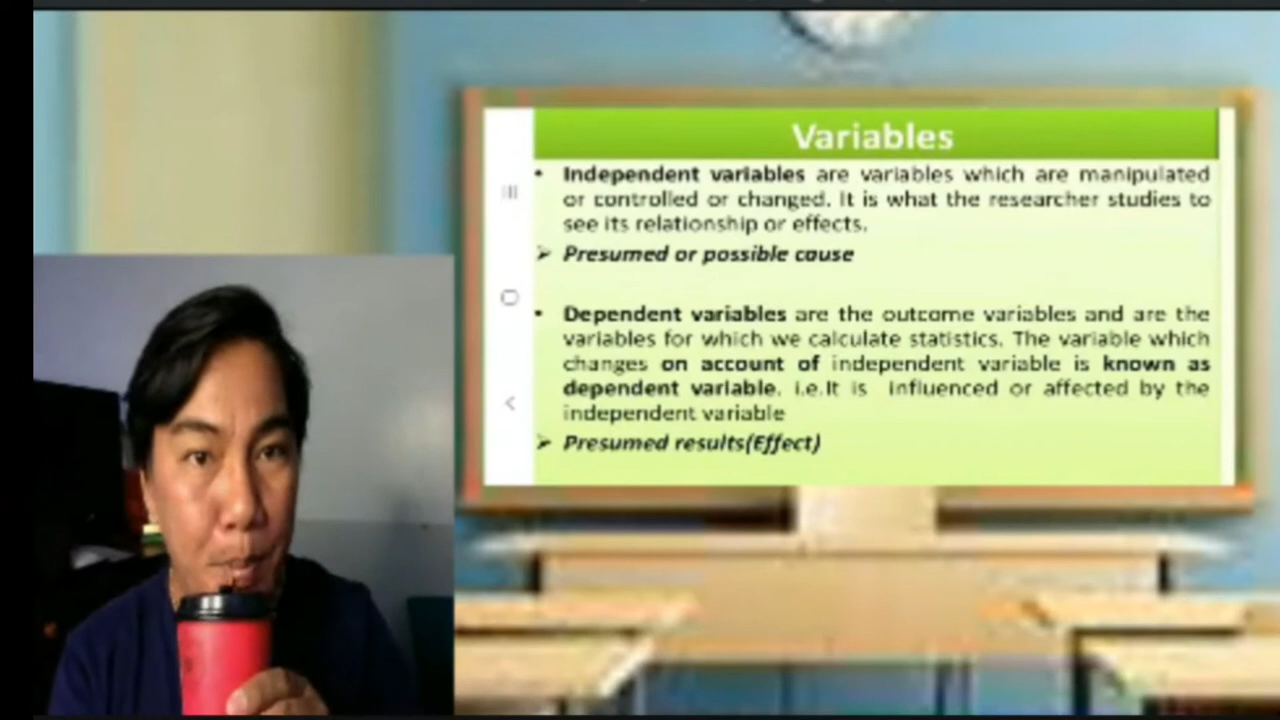 Variables
• Independent variables are variables which are manipulated
or controlled or changed. It is what the researcher studies to
see its relationship or effects.
➢ Presumed or possible cause
• Dependent variables are the outcome variables and are the
variables for which we calculate statistics. The variable which
changes on account of independent variable is known as
dependent variable. i.e.It is influenced or affected by the
independent variable
➢ Presumed results(Effect)